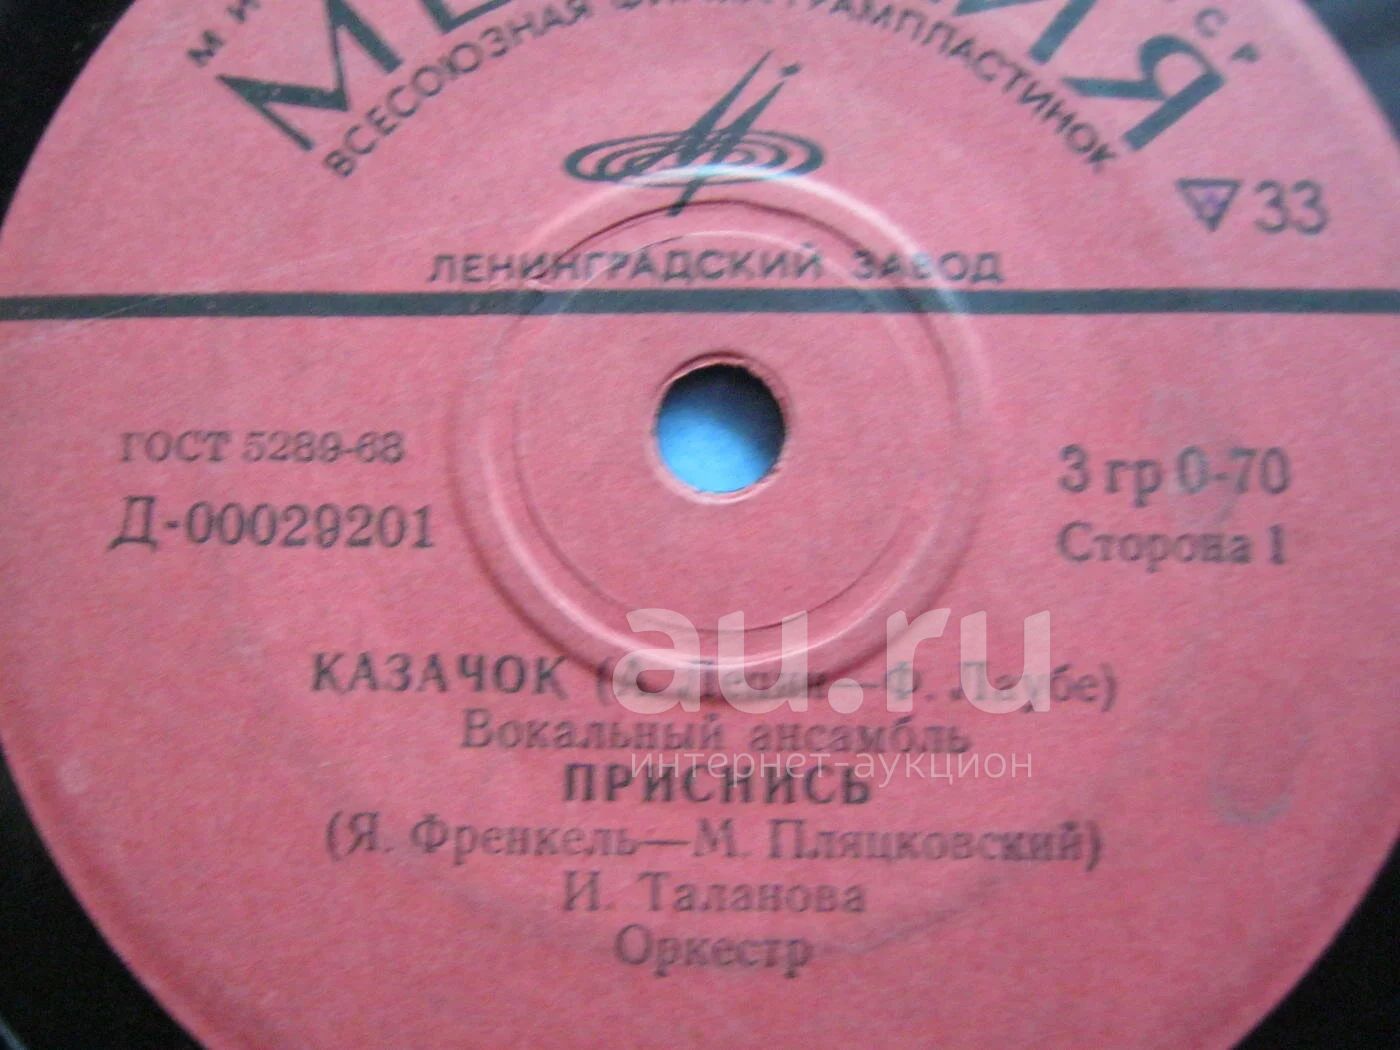 ВСЕСОЮЗНАЯ ГРАМПЛАСТИНОК
33
ЛЕНИНГРАДСКИЙ ЗАВОД
ГОСТ 5289-68
Д-00029201
3 гр 0-70
Сторона 1
КАЗАЧОК (А. – Ф. Лаубе)
Вокальный ансамбль
ПРИСНИСЬ
(Я. Френкель—М. Пляцковский)
И. Таланова
Оркестр
au.ru
интернет-аукцион